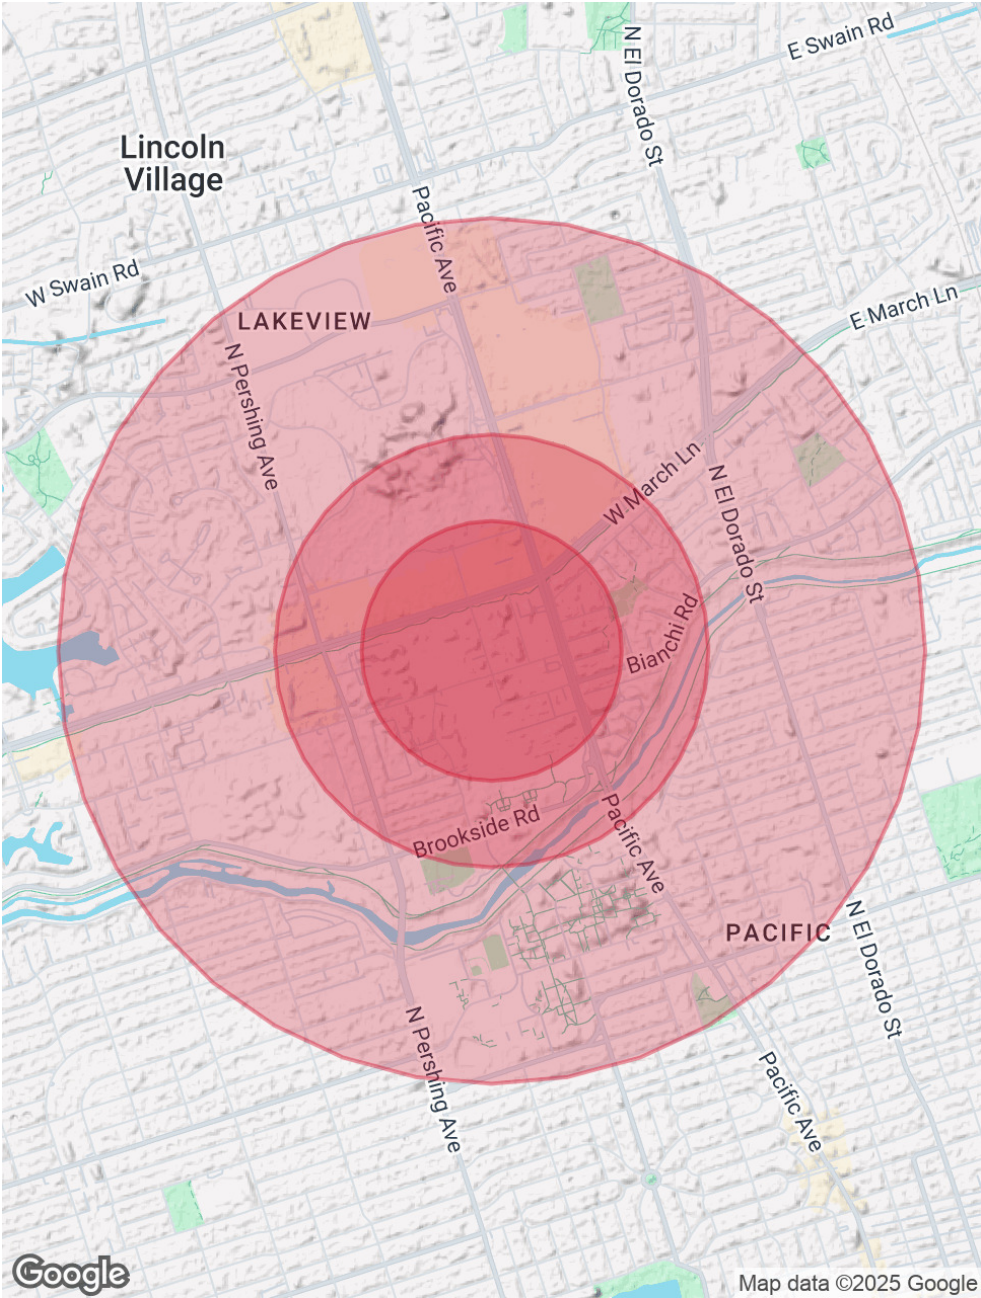 E Swain Rd
N El Dorado St
Lincoln
Village
Pacific Ave
W Swain Rd
E March Ln
LAKEVIEW
N Pershing Ave
W March Ln
N El Dorado St
Bianchi Rd
Brookside Rd
Pacific Ave
PACIFIC
N El Dorado St
N Pershing Ave
Pacific Ave
Google
Map data ©2025 Google